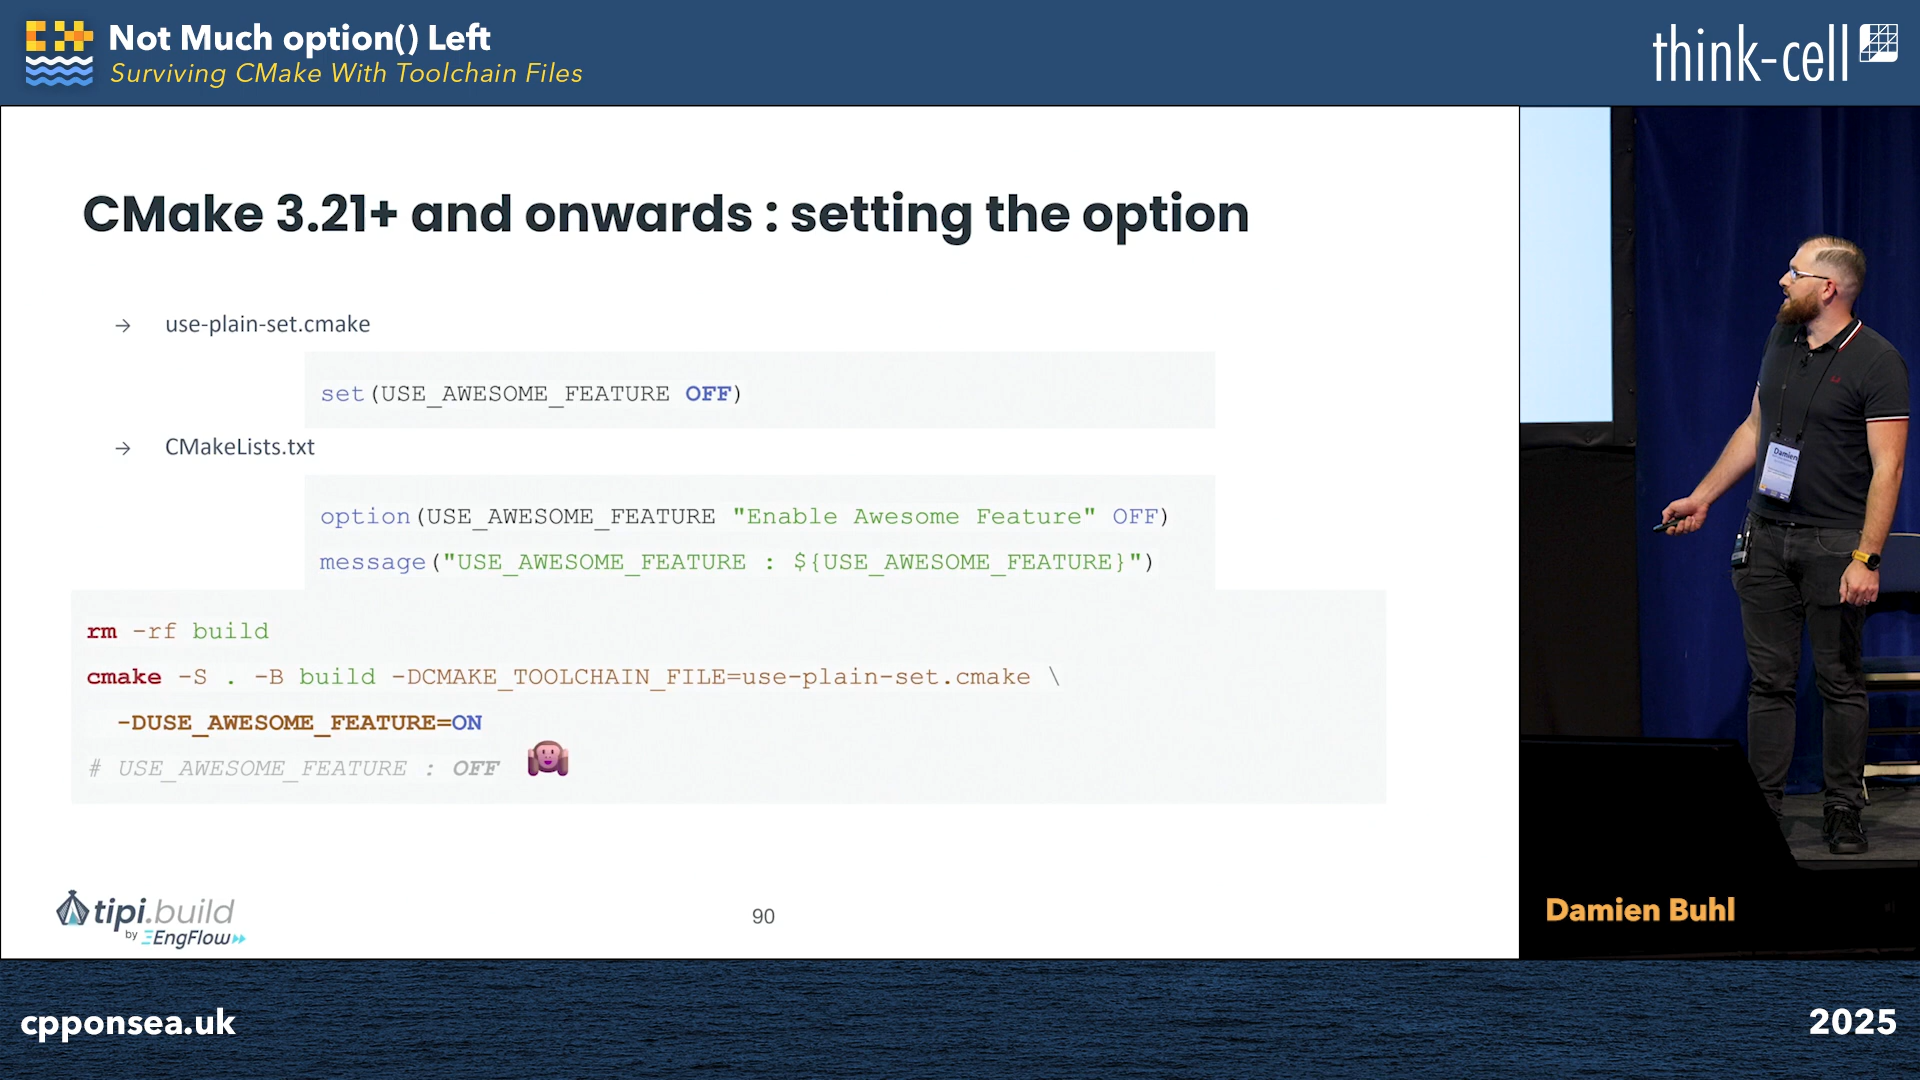 Not Much option() Left
Surviving CMake With Toolchain Files
think-cell
CMake 3.21+ and onwards : setting the option
→ use-plain-set.cmake
set(USE_AWESOME_FEATURE OFF)
→ CMakeLists.txt
option(USE_AWESOME_FEATURE "Enable Awesome Feature" OFF)
message("USE_AWESOME_FEATURE : ${USE_AWESOME_FEATURE}")
rm -rf build
cmake -S . -B build -DCMAKE_TOOLCHAIN_FILE=use-plain-set.cmake \
-DUSE_AWESOME_FEATURE=ON
# USE_AWESOME_FEATURE : OFF
tipi.build
by EngFlow
90
Damien
Damien Buhl
cpponsea.uk
2025